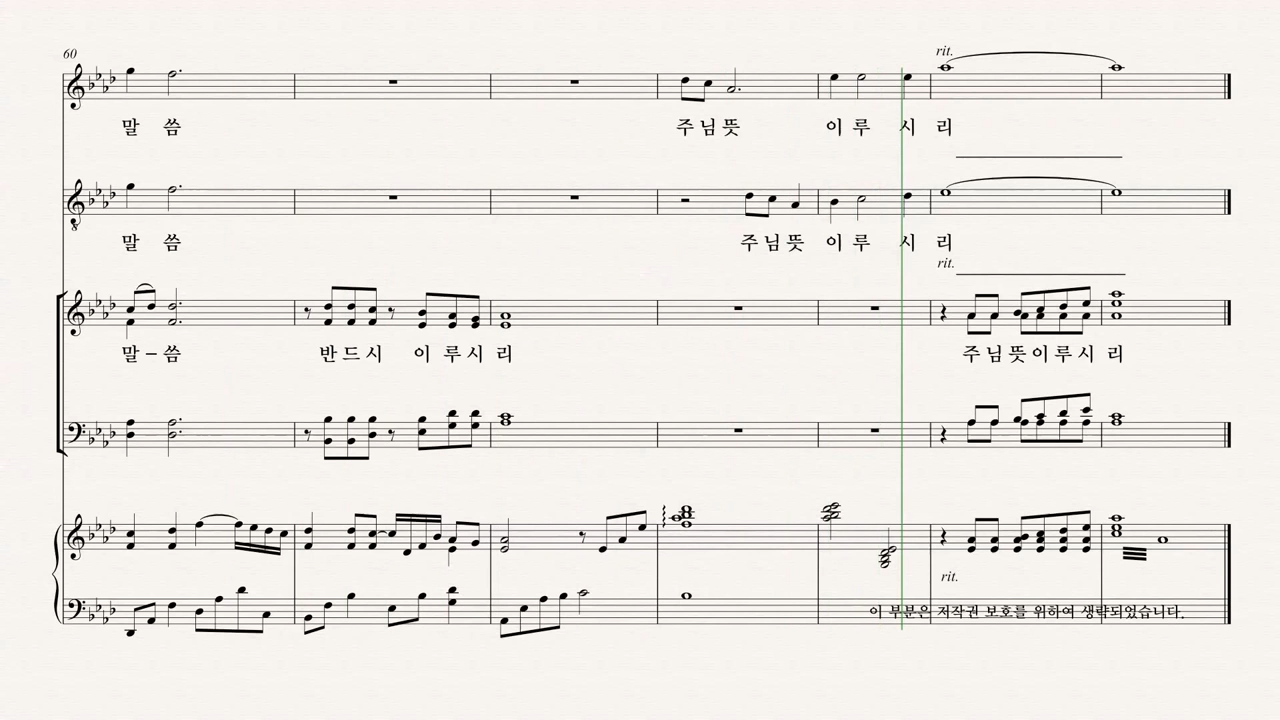 60
rit.
말 씀 주 님 뜻 이 루 시 리
말 씀 주 님 뜻 이 루 시 리
rit.
말 – 씀 반 드 시 이 루 시 리 주 님 뜻 이 루 시 리
rit.
이 부분은 저작권 보호를 위하여 생략되었습니다.